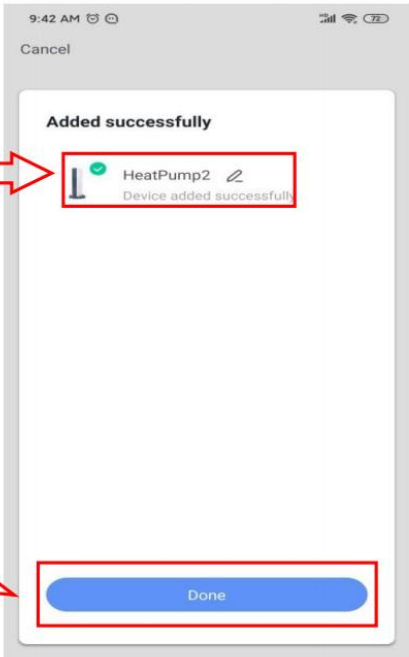 9:42 AM
72
Cancel
Added successfully
HeatPump2
Device added successfully
Done